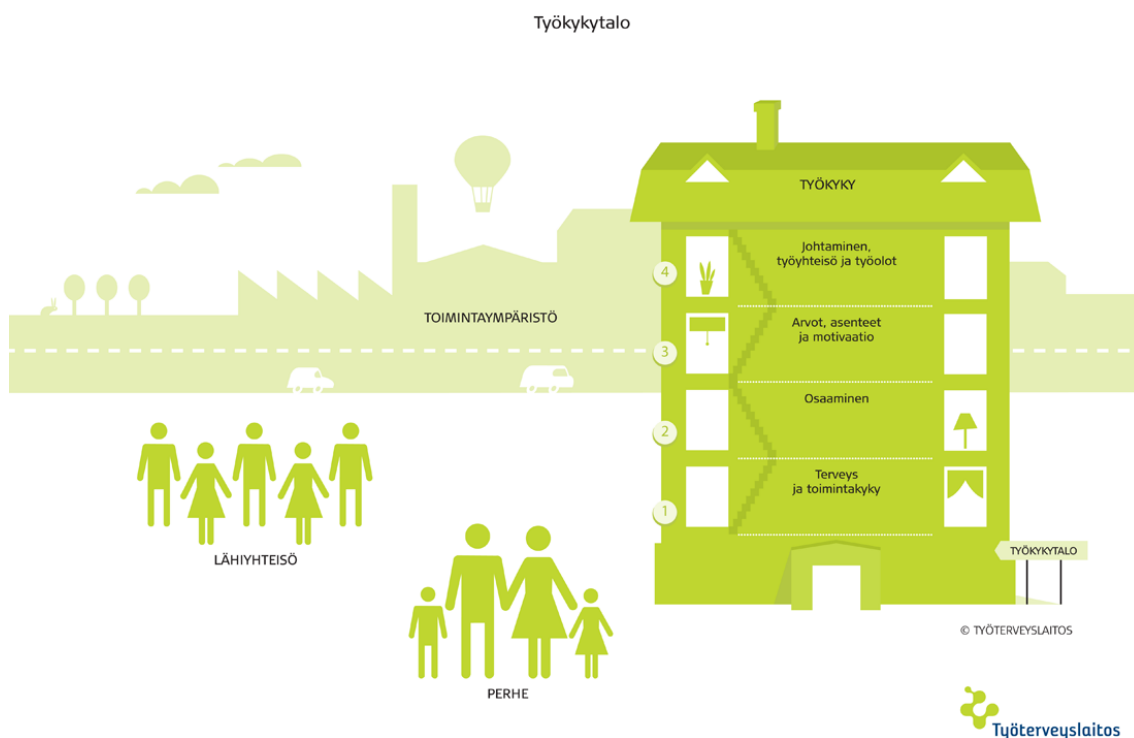 Työkykytalo
TYÖKYKY
Johtaminen,
työyhteisö ja työolot
4
TOIMINTAYMPÄRISTÖ
Arvot, asenteet
ja motivaatio
3
Osaaminen
2
Terveys
ja toimintakyky
1
LÄHIYHTEISÖ
TYÖKYKYTALO
© TYÖTERVEYSLAITOS
PERHE
Työterveyslaitos